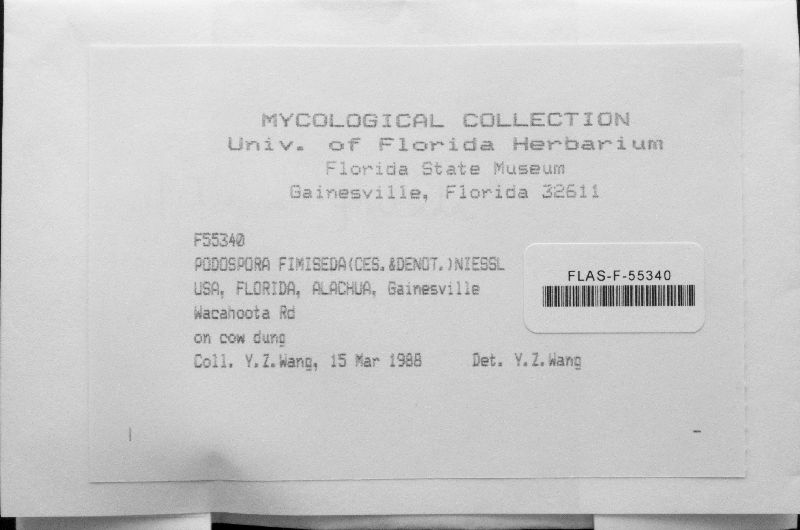 MYCOLOGICAL COLLECTION
Univ. of Florida Herbarium
Florida State Museum
Gainesville, Florida 32611
F55340
PODOSPORA FIMISEDA(CES.&DENOT.)NIESSL
USA, FLORIDA, ALACHUA, Gainesville
Wacahoota Rd
on cow dung
Coll. Y.Z.Wang, 15 Mar 1988 Det. Y.Z.Wang
FLAS-F-55340